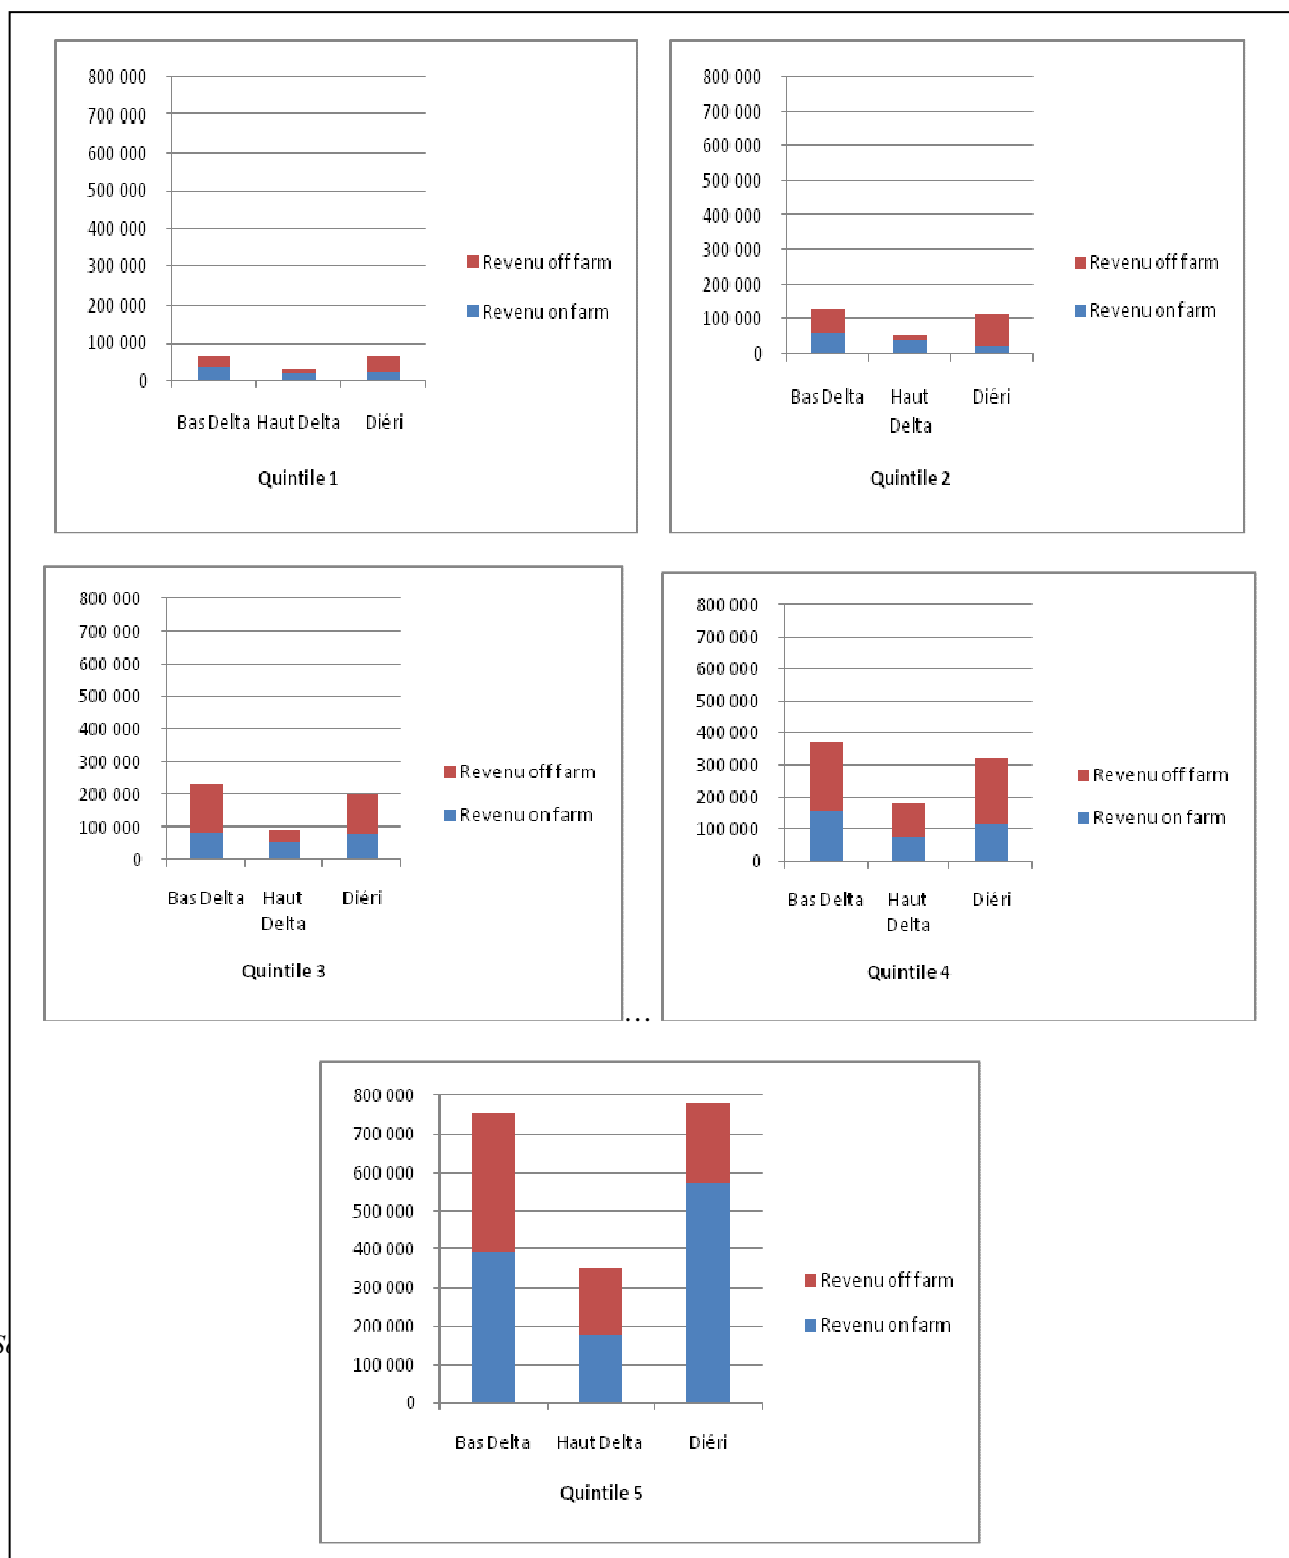 800 000
700 000
600 000
500 000
400 000
300 000
200 000
100 000
0
Bas Delta Haut Delta Diéri
Quintile 1
Revenu off farm
Revenu on farm
800 000
700 000
600 000
500 000
400 000
300 000
200 000
100 000
0
Bas Delta Haut Diéri
Delta
Quintile 2
Revenu off farm
Revenu on farm
800 000
700 000
600 000
500 000
400 000
300 000
200 000
100 000
0
Bas Delta Haut Diéri
Delta
Quintile 3
Revenu off farm
Revenu on farm
...
800 000
700 000
600 000
500 000
400 000
300 000
200 000
100 000
0
Bas Delta Haut Diéri
Delta
Quintile 4
Revenu off farm
Revenu on farm
800 000
700 000
600 000
500 000
400 000
300 000
200 000
100 000
0
Bas Delta Haut Delta Diéri
Quintile 5
Revenu off farm
Revenu on farm